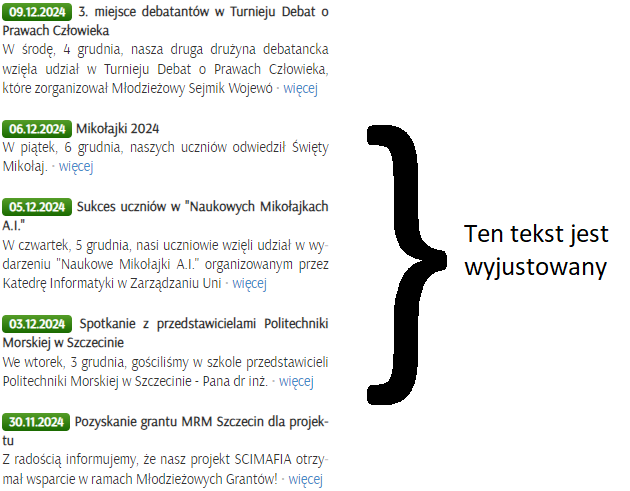 09.12.2024 3. miejsce debatantów w Turnieju Debat o
Prawach Człowieka
W środę, 4 grudnia, nasza druga drużyna debatancka
wzięła udział w Turnieju Debat o Prawach Człowieka,
które zorganizował Młodzieżowy Sejmik Wojewó · więcej
06.12.2024 Mikołajki 2024
W piątek, 6 grudnia, naszych uczniów odwiedził Święty
Mikołaj. · więcej
05.12.2024 Sukces uczniów w "Naukowych Mikołajkach
A.I."
W czwartek, 5 grudnia, nasi uczniowie wzięli udział w wy-
darzeniu "Naukowe Mikołajki A.I." organizowanym przez
Katedrę Informatyki w Zarządzaniu Uni · więcej
03.12.2024 Spotkanie z przedstawicielami Politechniki
Morskiej w Szczecinie
We wtorek, 3 grudnia, gościliśmy w szkole przedstawicieli
Politechniki Morskiej w Szczecinie - Pana dr inż. · więcej
30.11.2024 Pozyskanie grantu MRM Szczecin dla projek-
tu
Z radością informujemy, że nasz projekt SCIMAFIA otrzy-
mał wsparcie w ramach Młodzieżowych Grantów! · więcej
Ten tekst jest
wyjustowany